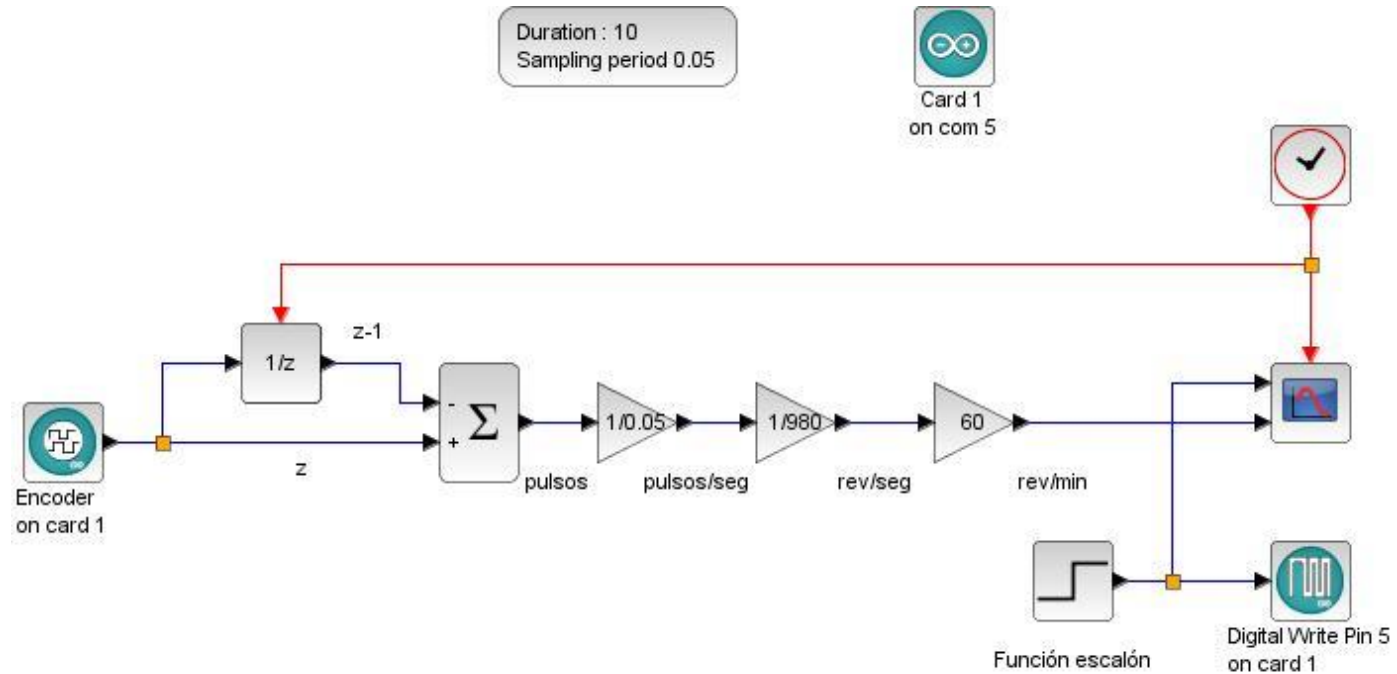 Duration : 10
Sampling period 0.05
Card 1
on com 5
z-1
1/z
-
+
Σ
1/0.05
1/980
60
z
pulsos
pulsos/seg
rev/seg
rev/min
Encoder
on card 1
Función escalón
Digital Write Pin 5
on card 1